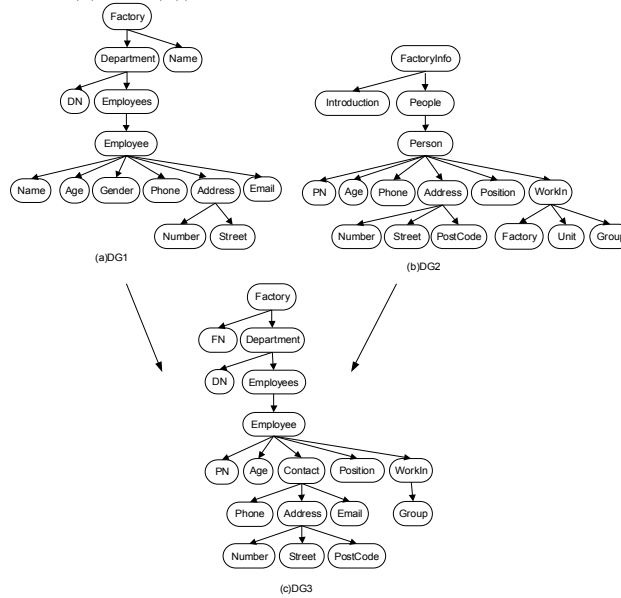 Factory
Department Name
DN Employees
Employee
Name Age Gender Phone Address Email
Number Street
(a)DG1
FactoryInfo
Introduction People
Person
PN Age Phone Address Position WorkIn
Number Street PostCode Factory Unit Group
(b)DG2
Factory
FN Department
DN Employees
Employee
PN Age Contact Position WorkIn
Phone Address Email Group
Number Street PostCode
(c)DG3